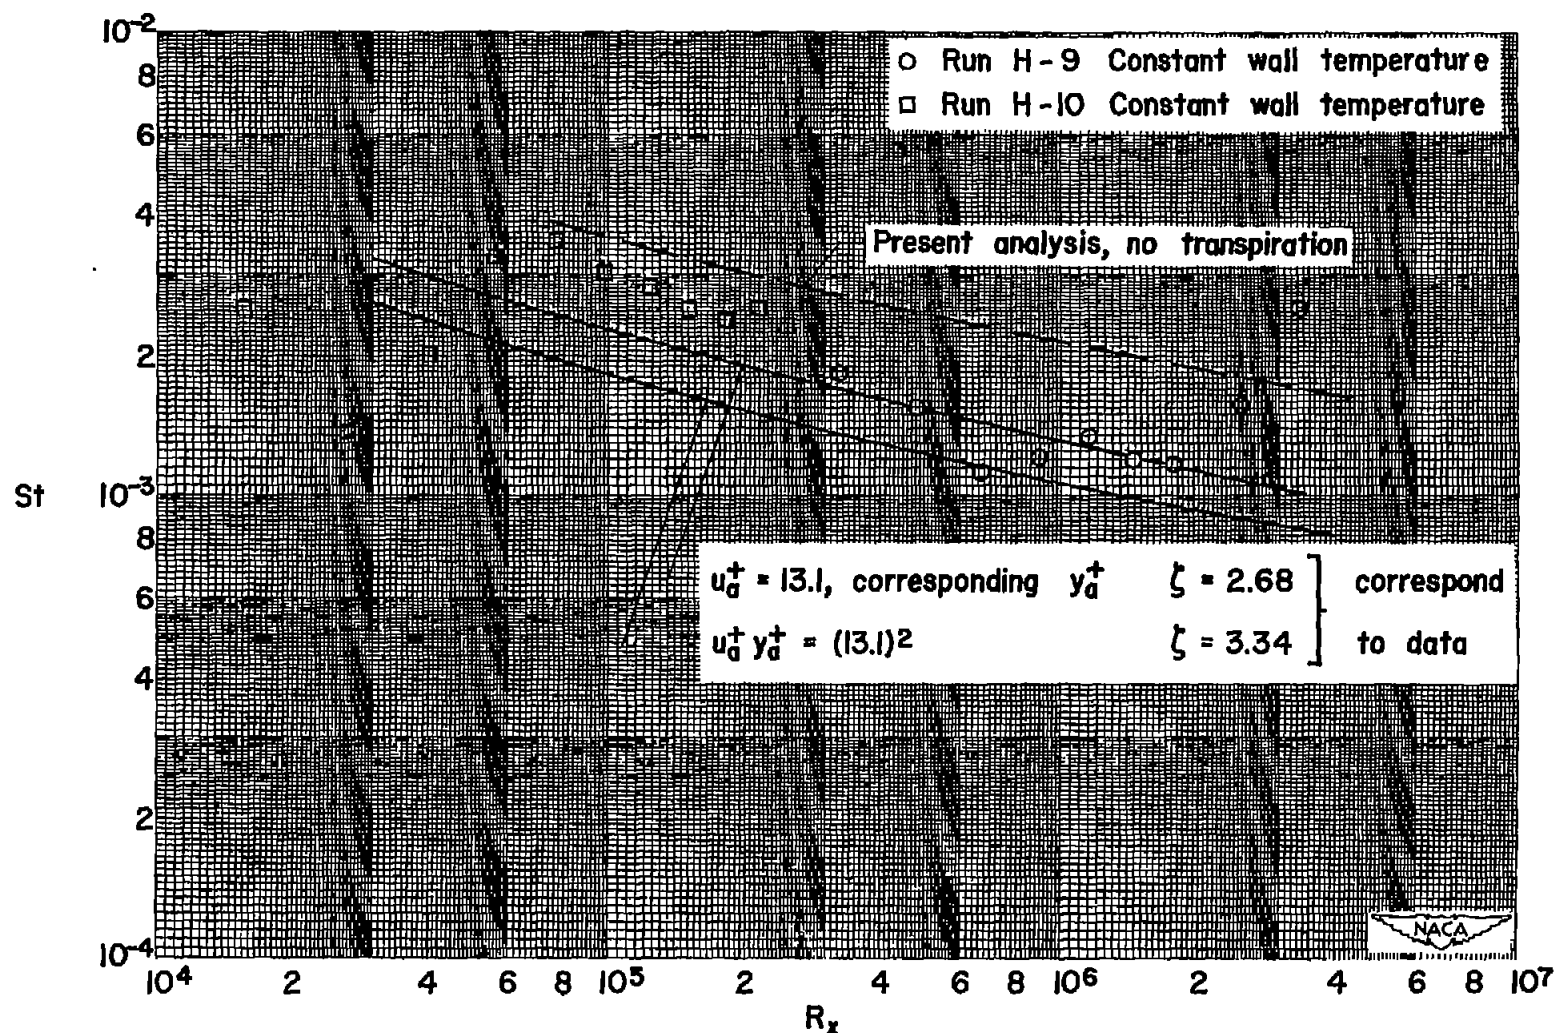 10⁻²
8
6
4
2
10⁻³
8
6
4
2
10⁻⁴
St
○ Run H-9 Constant wall temperature
□ Run H-10 Constant wall temperature
Present analysis, no transpiration
u⁺ₐ = 13.1, corresponding y⁺ₐ ζ = 2.68 ] correspond
u⁺ₐ y⁺ₐ = (13.1)² ζ = 3.34 ] to data
NACA
10⁴ 2 4 6 8 10⁵ 2 4 6 8 10⁶ 2 4 6 8 10⁷
Rₓ